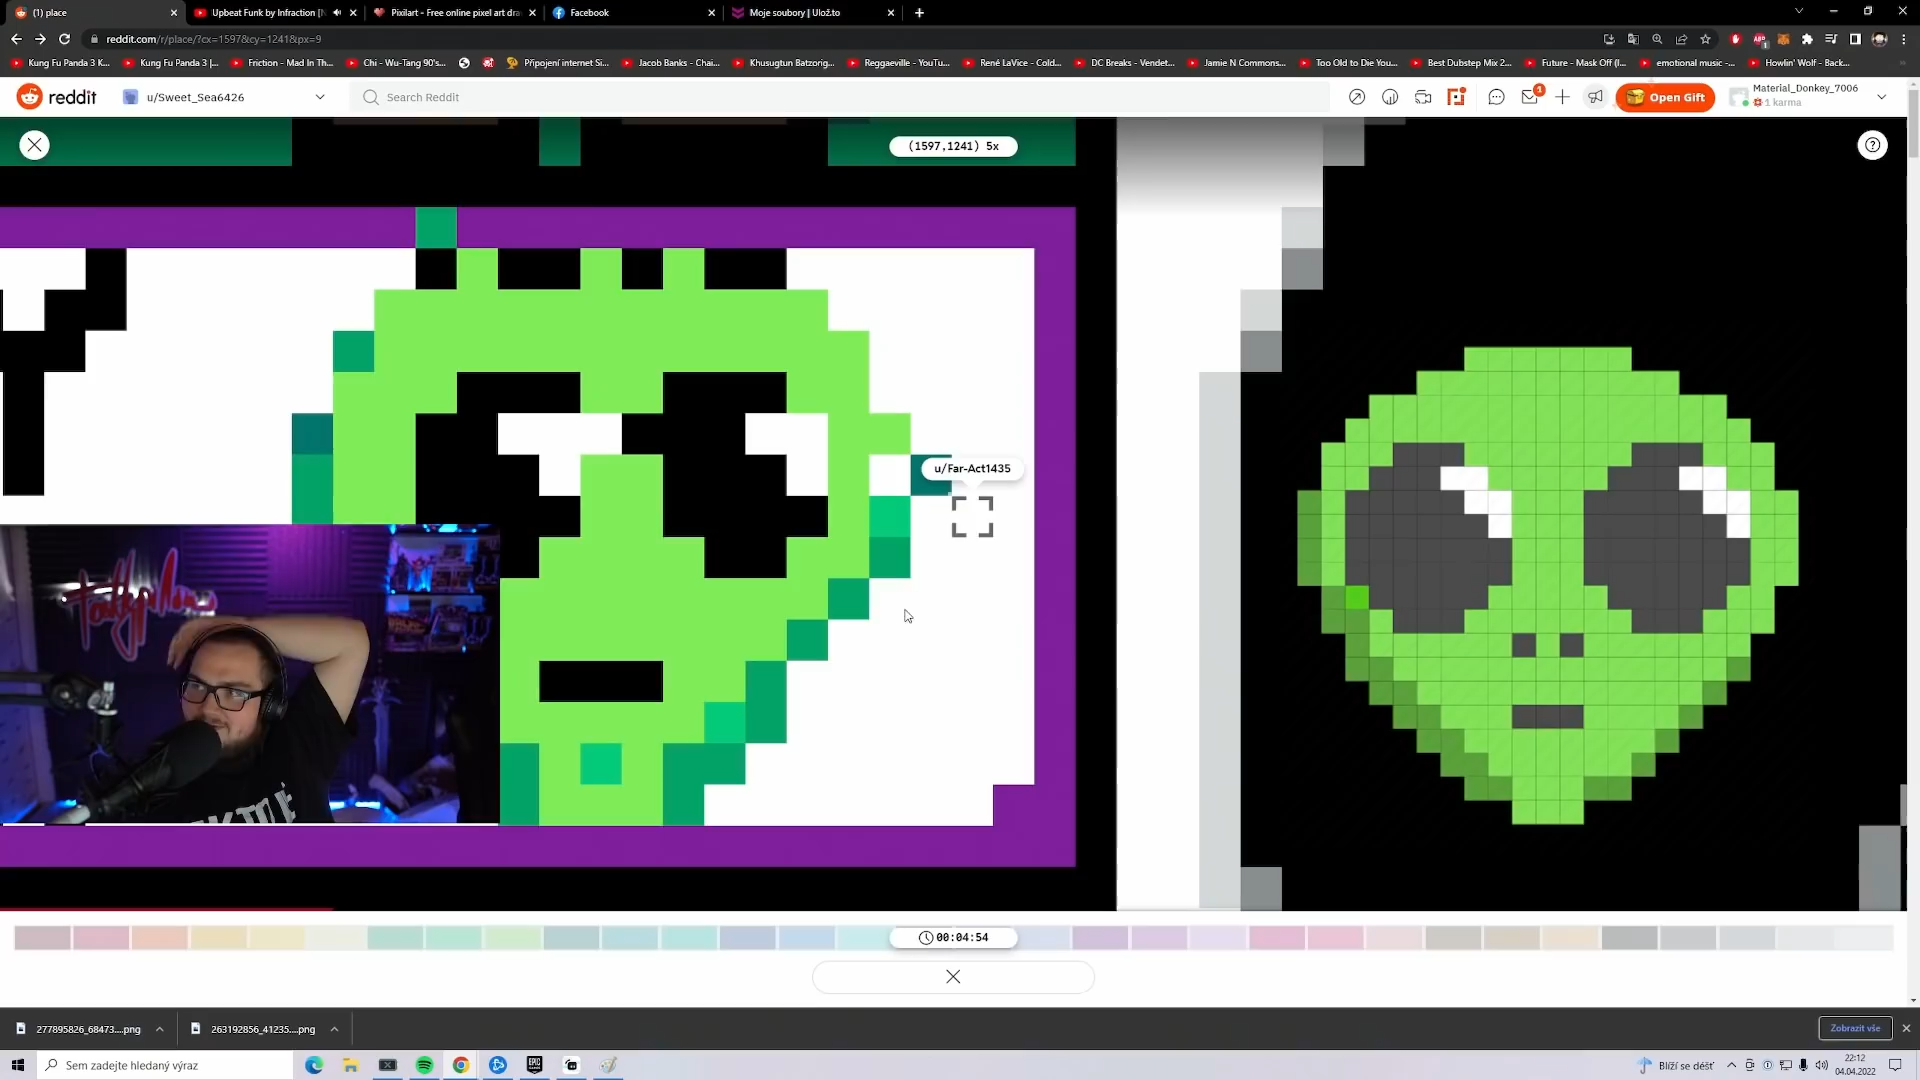 (1) place
Upbeat Funk by Infraction [N
Pixilart - Free online pixel art dra
Facebook
Moje soubory | Ulož.to
reddit.com/r/place/?cx=1597&cy=1241&px=9
Kung Fu Panda 3 K...
Kung Fu Panda 3 |...
Friction - Mad In Th...
Chi - Wu-Tang 90's...
Připojení internet Si...
Jacob Banks - Chai...
Khusugtun Batzorig...
Reggaeville - YouTu...
René LaVice - Cold...
DC Breaks - Vendet...
Jamie N Commons...
Too Old to Die You...
Best Dubstep Mix 2...
Future - Mask Off (I...
emotional music -...
Howlin' Wolf - Back...
reddit
u/Sweet_Sea6426
Search Reddit
1
Open Gift
Material_Donkey_7006
1 karma
(1597,1241) 5x
u/Far-Act1435
00:04:54
277895826_68473....png
263192856_41235....png
Zobrazit vše
Sem zadejte hledaný výraz
EPIC
Blíží se déšť
22:12
04.04.2022